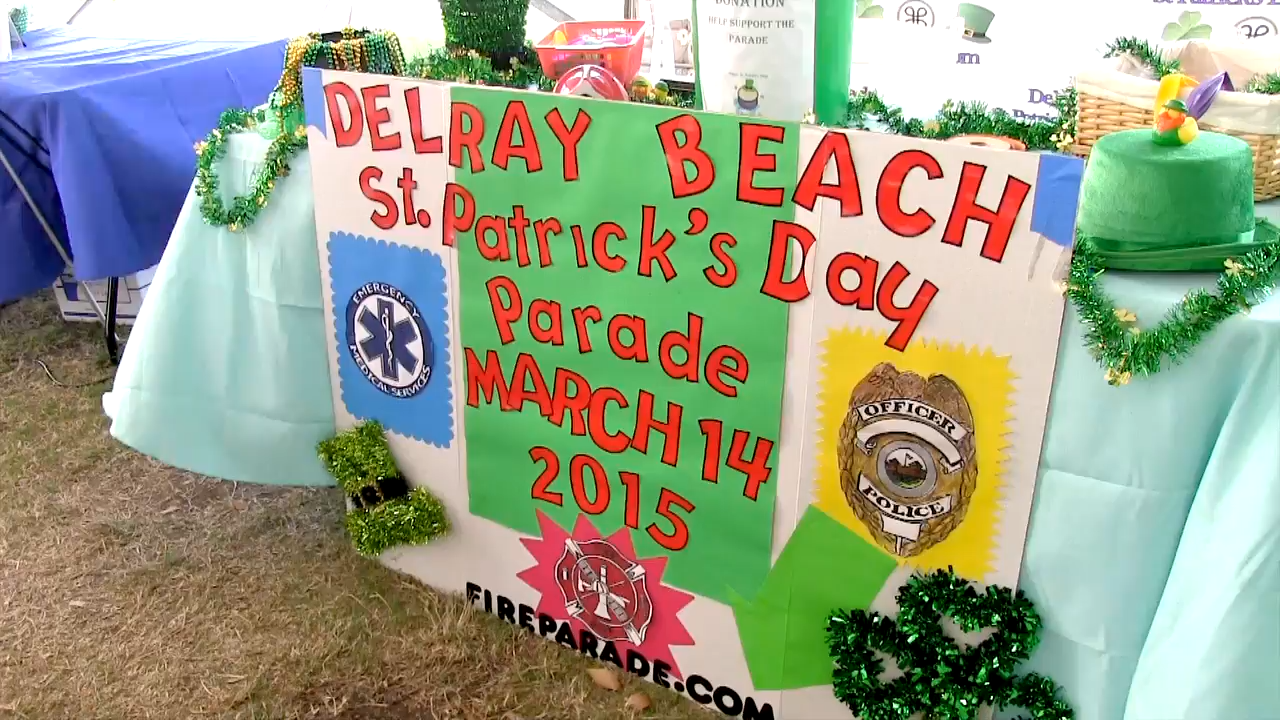 DONATION
HELP SUPPORT THE
PARADE
DELRAY BEACH
St. Patrick's Day
Parade
MARCH 14
2015
EMERGENCY
MEDICAL SERVICES
OFFICER
POLICE
FIREPARADE.COM